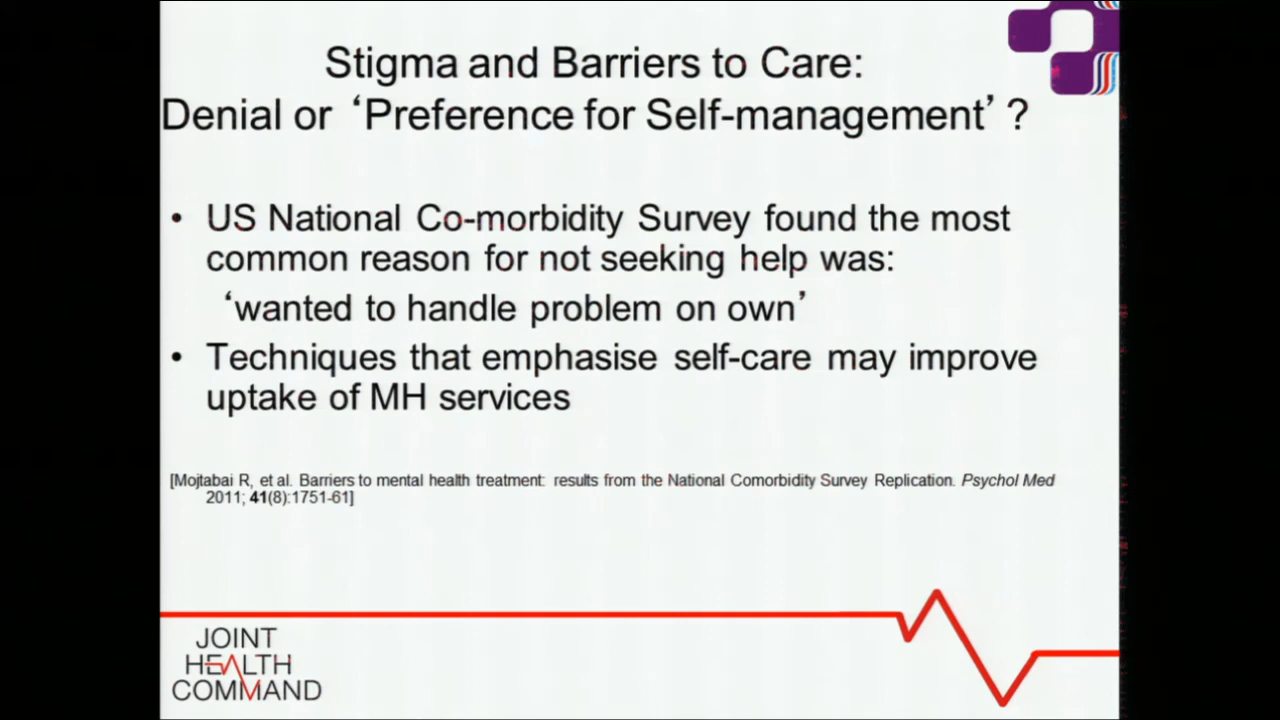 Stigma and Barriers to Care:
Denial or ‘Preference for Self-management’ ?
• US National Co-morbidity Survey found the most
common reason for not seeking help was:
‘wanted to handle problem on own’
• Techniques that emphasise self-care may improve
uptake of MH services
[Mojtabai R, et al. Barriers to mental health treatment: results from the National Comorbidity Survey Replication. Psychol Med
2011; 41(8):1751-61]
JOINT
HEALTH
COMMAND